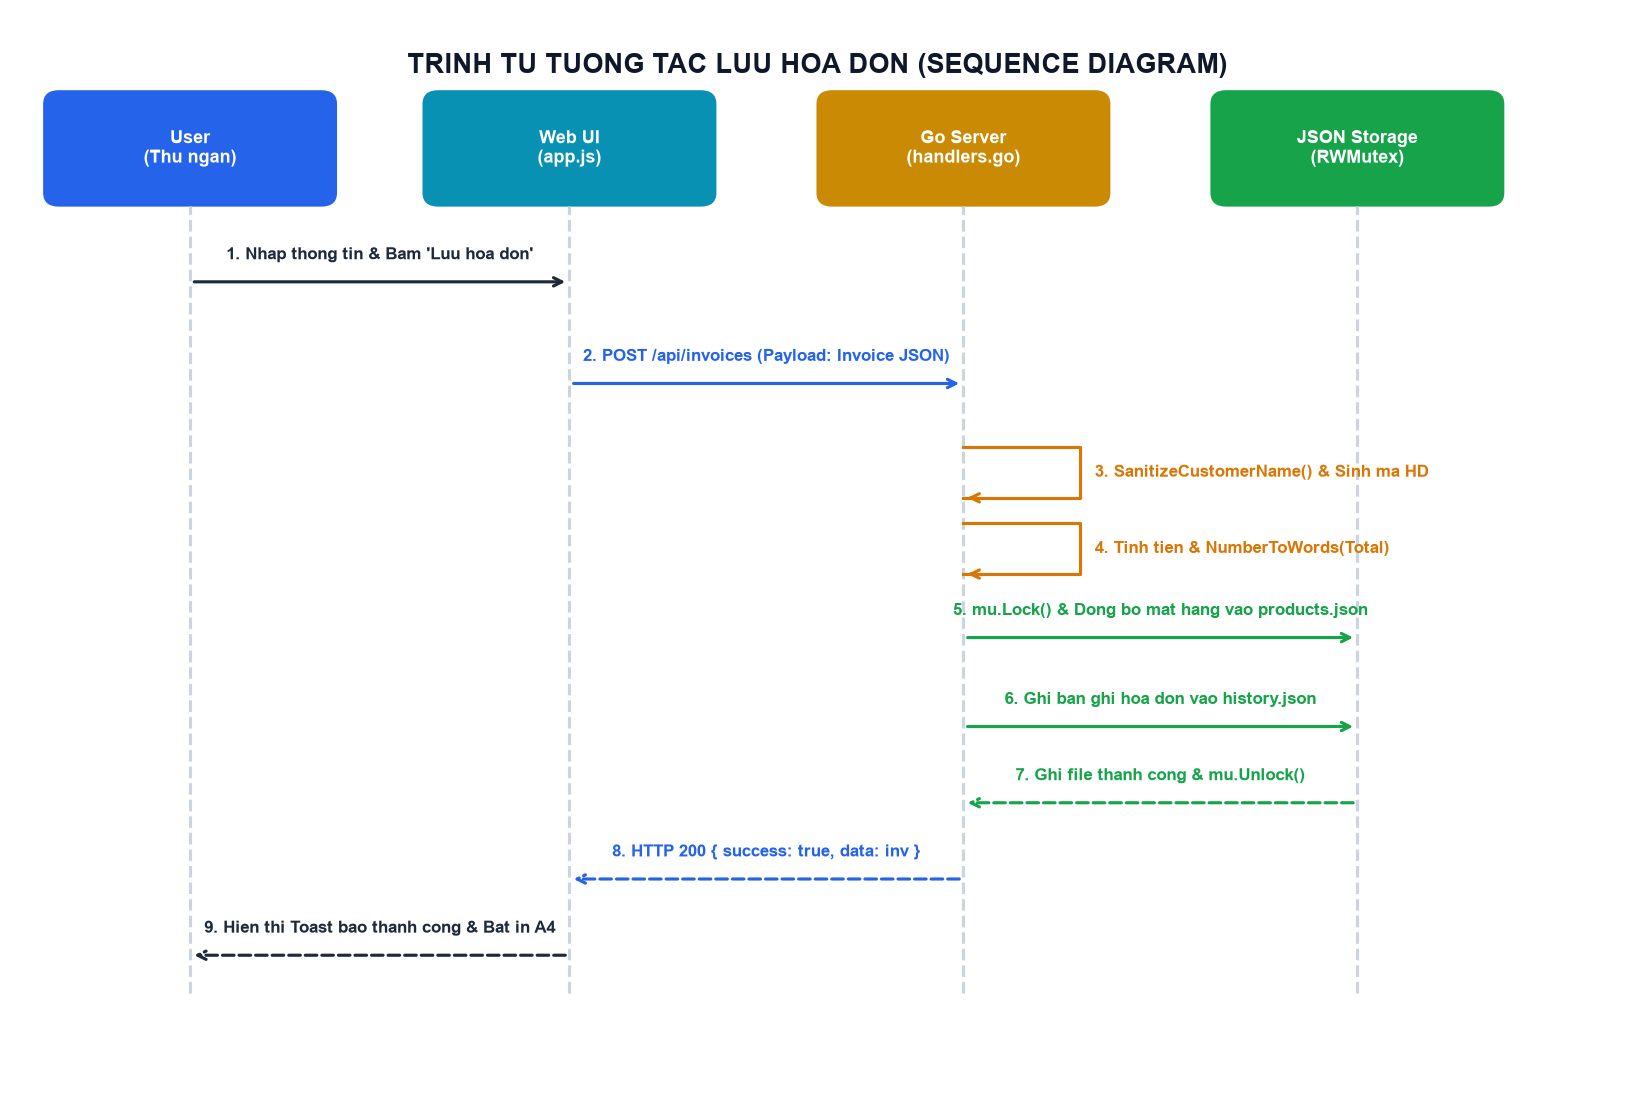 TRINH TU TUONG TAC LUU HOA DON (SEQUENCE DIAGRAM)
User
(Thu ngan)
Web UI
(app.js)
Go Server
(handlers.go)
JSON Storage
(RWMutex)
1. Nhap thong tin & Bam 'Luu hoa don'
2. POST /api/invoices (Payload: Invoice JSON)
3. SanitizeCustomerName() & Sinh ma HD
4. Tinh tien & NumberToWords(Total)
5. mu.Lock() & Dong bo mat hang vao products.json
6. Ghi ban ghi hoa don vao history.json
7. Ghi file thanh cong & mu.Unlock()
8. HTTP 200 { success: true, data: inv }
9. Hien thi Toast bao thanh cong & Bat in A4